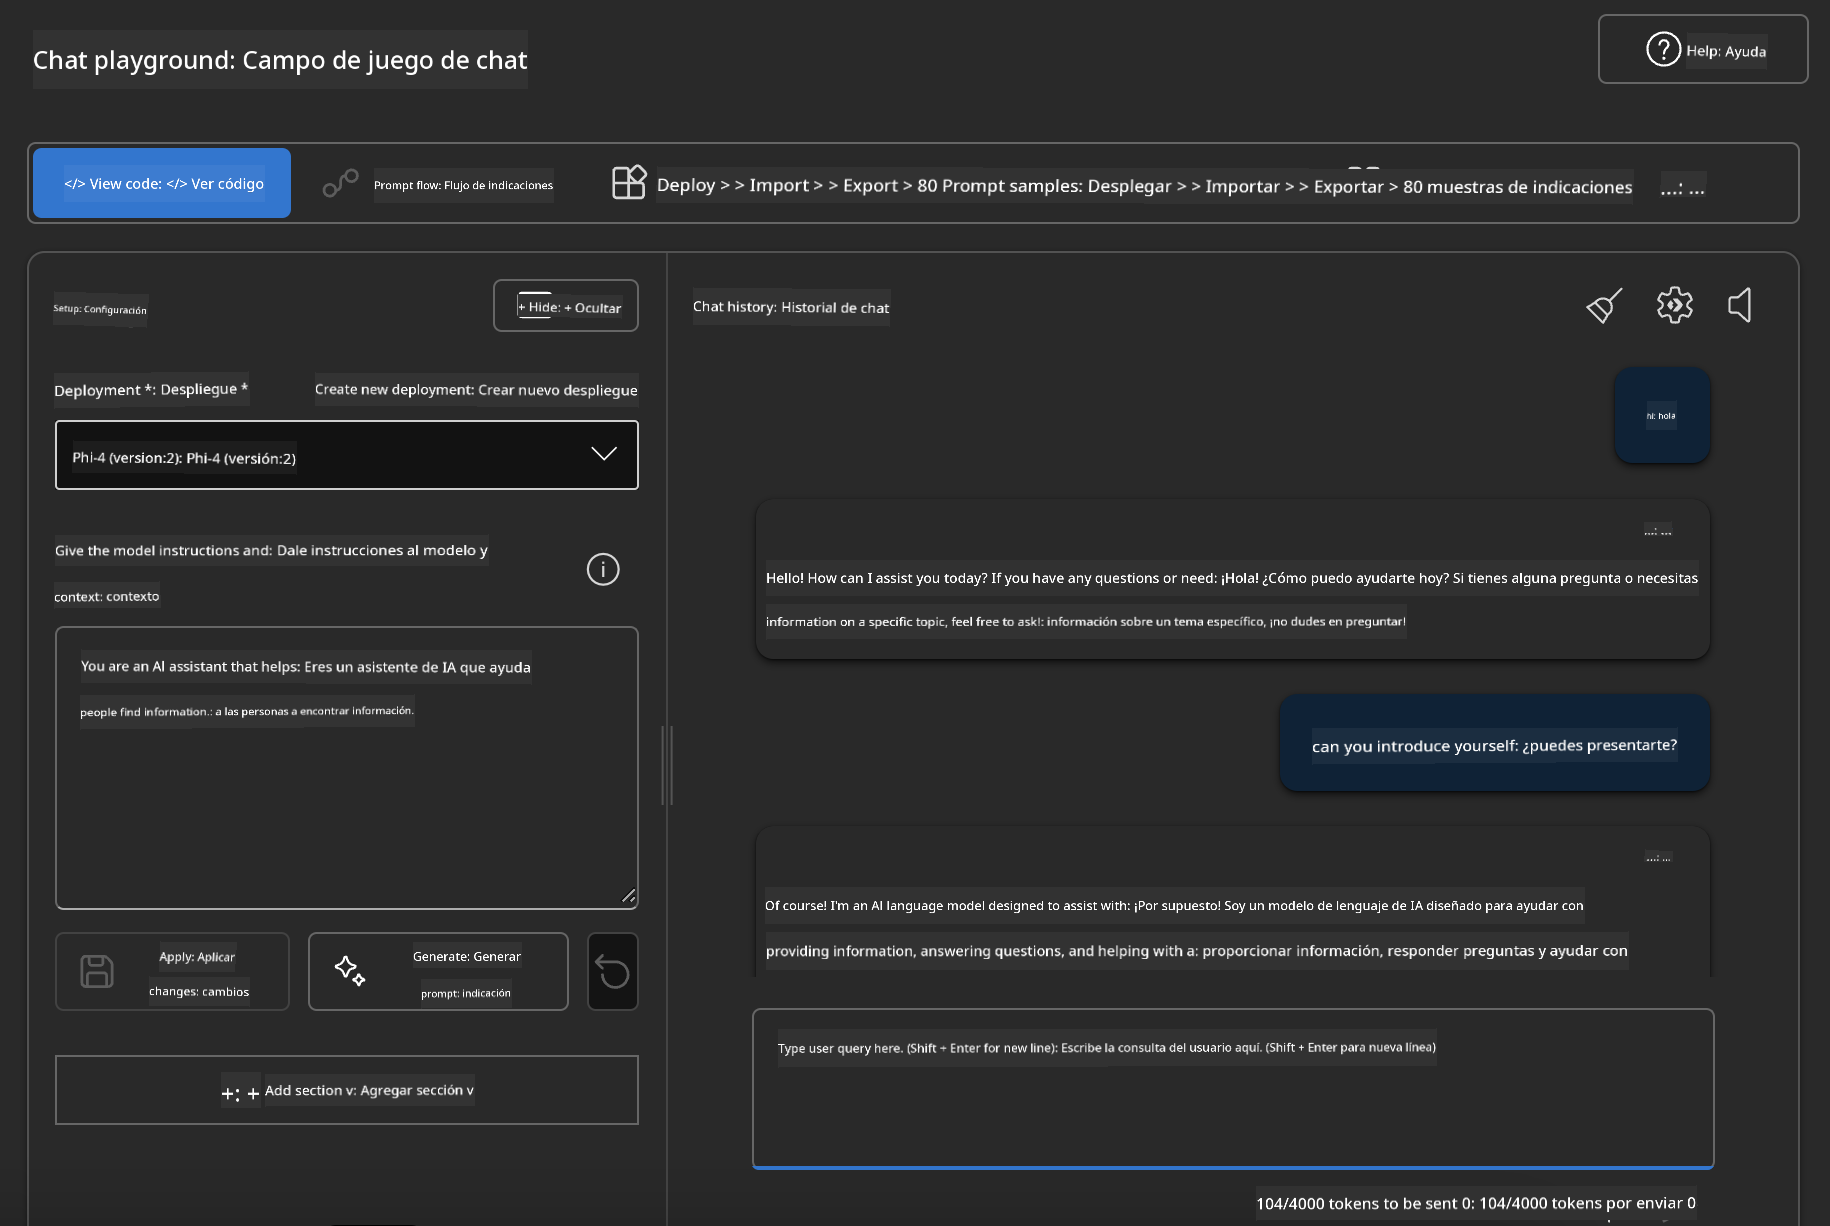 Chat playground: Campo de juego de chat
Help: Ayuda
</> View code: </> Ver código
Prompt flow: Flujo de indicaciones
Deploy > > Import > > Export > 80 Prompt samples: Desplegar > > Importar > > Exportar > 80 muestras de indicaciones
...: ...
Setup: Configuración
+ Hide: + Ocultar
Deployment *: Despliegue *
Create new deployment: Crear nuevo despliegue
Phi-4 (version:2): Phi-4 (versión:2)
Give the model instructions and: Dale instrucciones al modelo y
context: contexto
You are an AI assistant that helps: Eres un asistente de IA que ayuda
people find information.: a las personas a encontrar información.
Apply: Aplicar
changes: cambios
Generate: Generar
prompt: indicación
+: +
Add section v: Agregar sección v
Chat history: Historial de chat
hi: hola
...: ...
Hello! How can I assist you today? If you have any questions or need: ¡Hola! ¿Cómo puedo ayudarte hoy? Si tienes alguna pregunta o necesitas
information on a specific topic, feel free to ask!: información sobre un tema específico, ¡no dudes en preguntar!
can you introduce yourself: ¿puedes presentarte?
...: ...
Of course! I'm an AI language model designed to assist with: ¡Por supuesto! Soy un modelo de lenguaje de IA diseñado para ayudar con
providing information, answering questions, and helping with a: proporcionar información, responder preguntas y ayudar con
Type user query here. (Shift + Enter for new line): Escribe la consulta del usuario aquí. (Shift + Enter para nueva línea)
104/4000 tokens to be sent 0: 104/4000 tokens por enviar 0